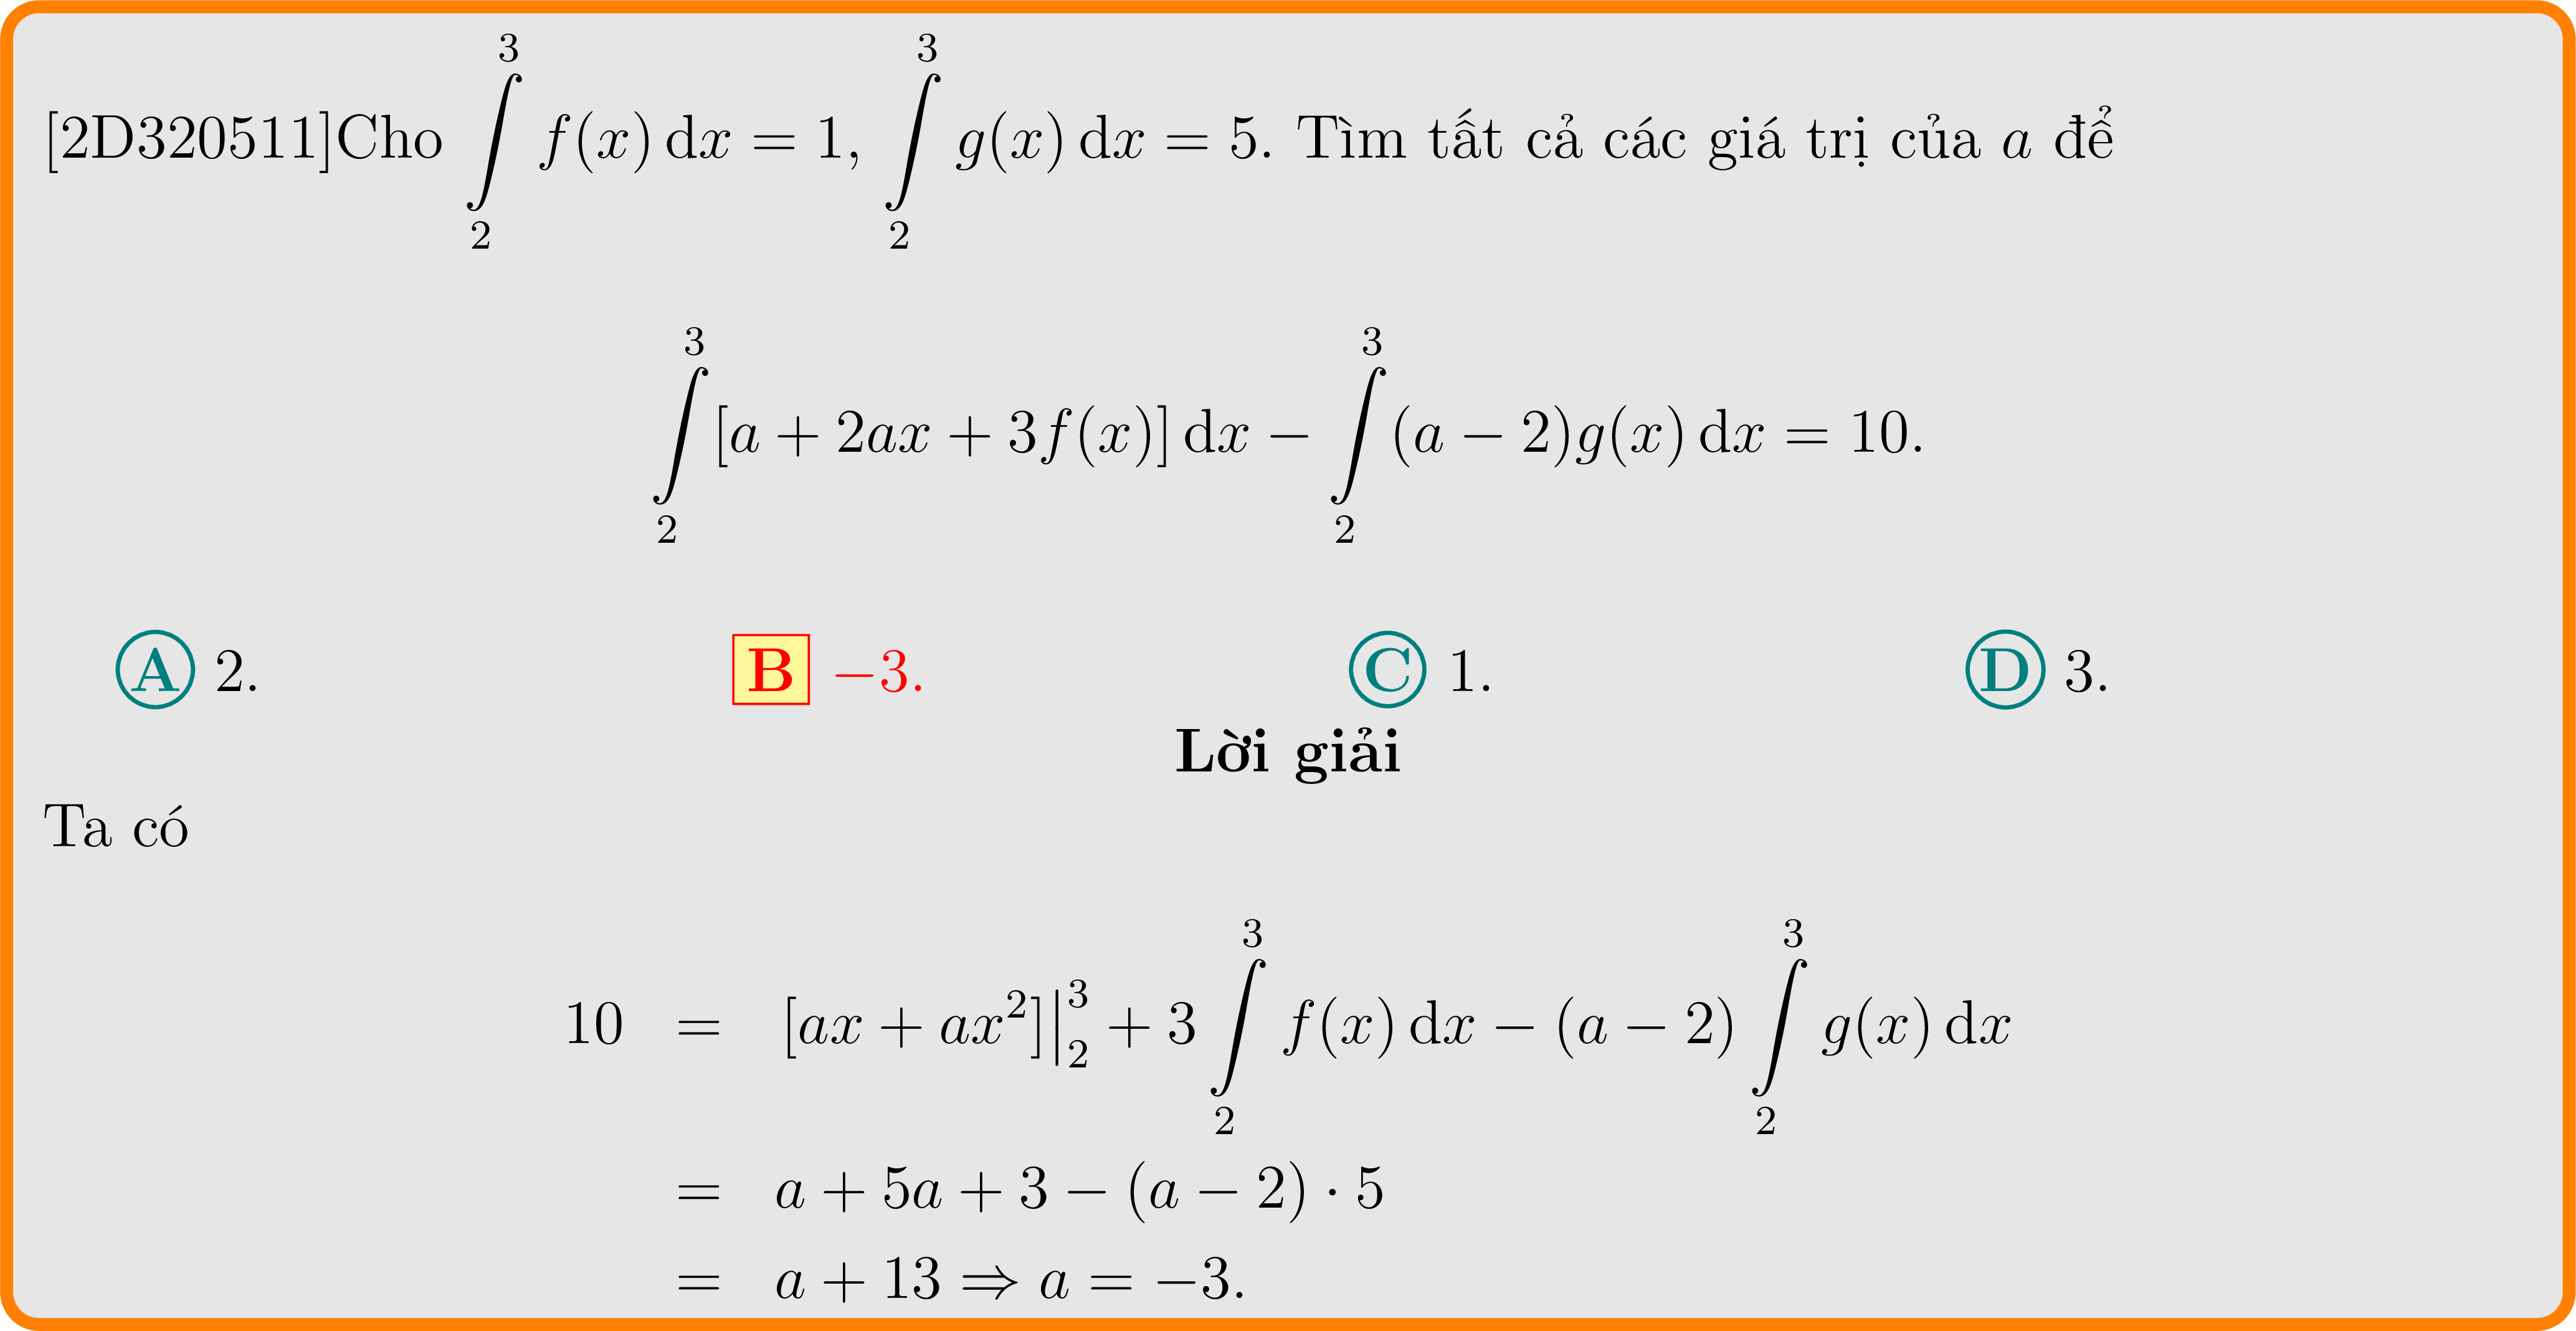 [2D320511]Cho $\int\limits_2^3 f(x)\,\mathrm{d}x = 1$, $\int\limits_2^3 g(x)\,\mathrm{d}x = 5$. Tìm tất cả các giá trị của $a$ để
$\int\limits_2^3 [a + 2ax + 3f(x)]\,\mathrm{d}x - \int\limits_2^3 (a - 2)g(x)\,\mathrm{d}x = 10.$
A 2. B −3. C 1. D 3.
Lời giải
Ta có
$10 = [ax + ax^2]\big|_2^3 + 3\int\limits_2^3 f(x)\,\mathrm{d}x - (a - 2)\int\limits_2^3 g(x)\,\mathrm{d}x$
$= a + 5a + 3 - (a - 2) \cdot 5$
$= a + 13 \Rightarrow a = -3.$